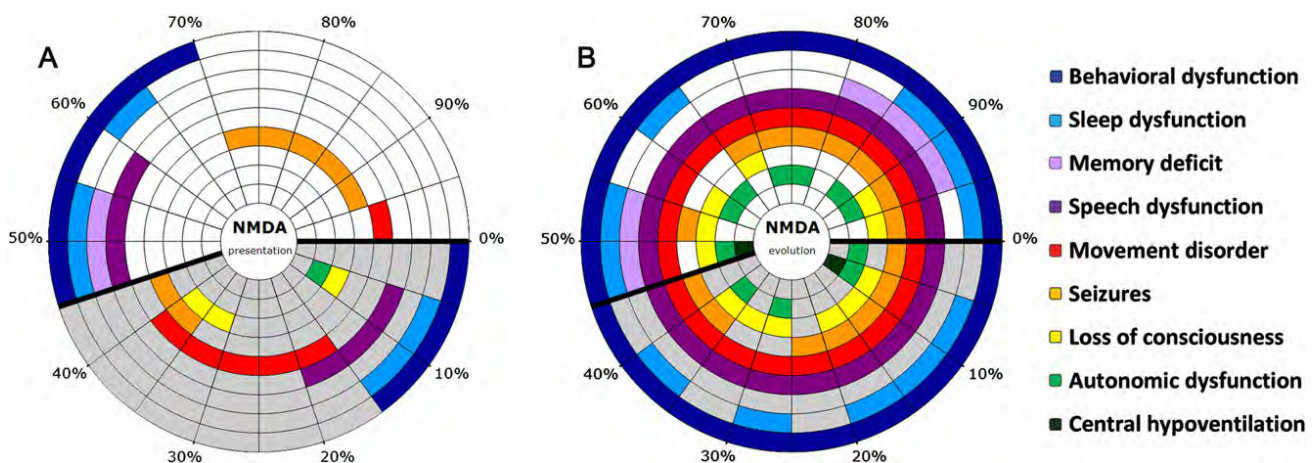 A
70%
80%
60%
90%
50%
0%
NMDA
presentation
40%
10%
30%
20%
B
70%
80%
60%
90%
50%
0%
NMDA
evolution
40%
10%
30%
20%
Behavioral dysfunction
Sleep dysfunction
Memory deficit
Speech dysfunction
Movement disorder
Seizures
Loss of consciousness
Autonomic dysfunction
Central hypoventilation